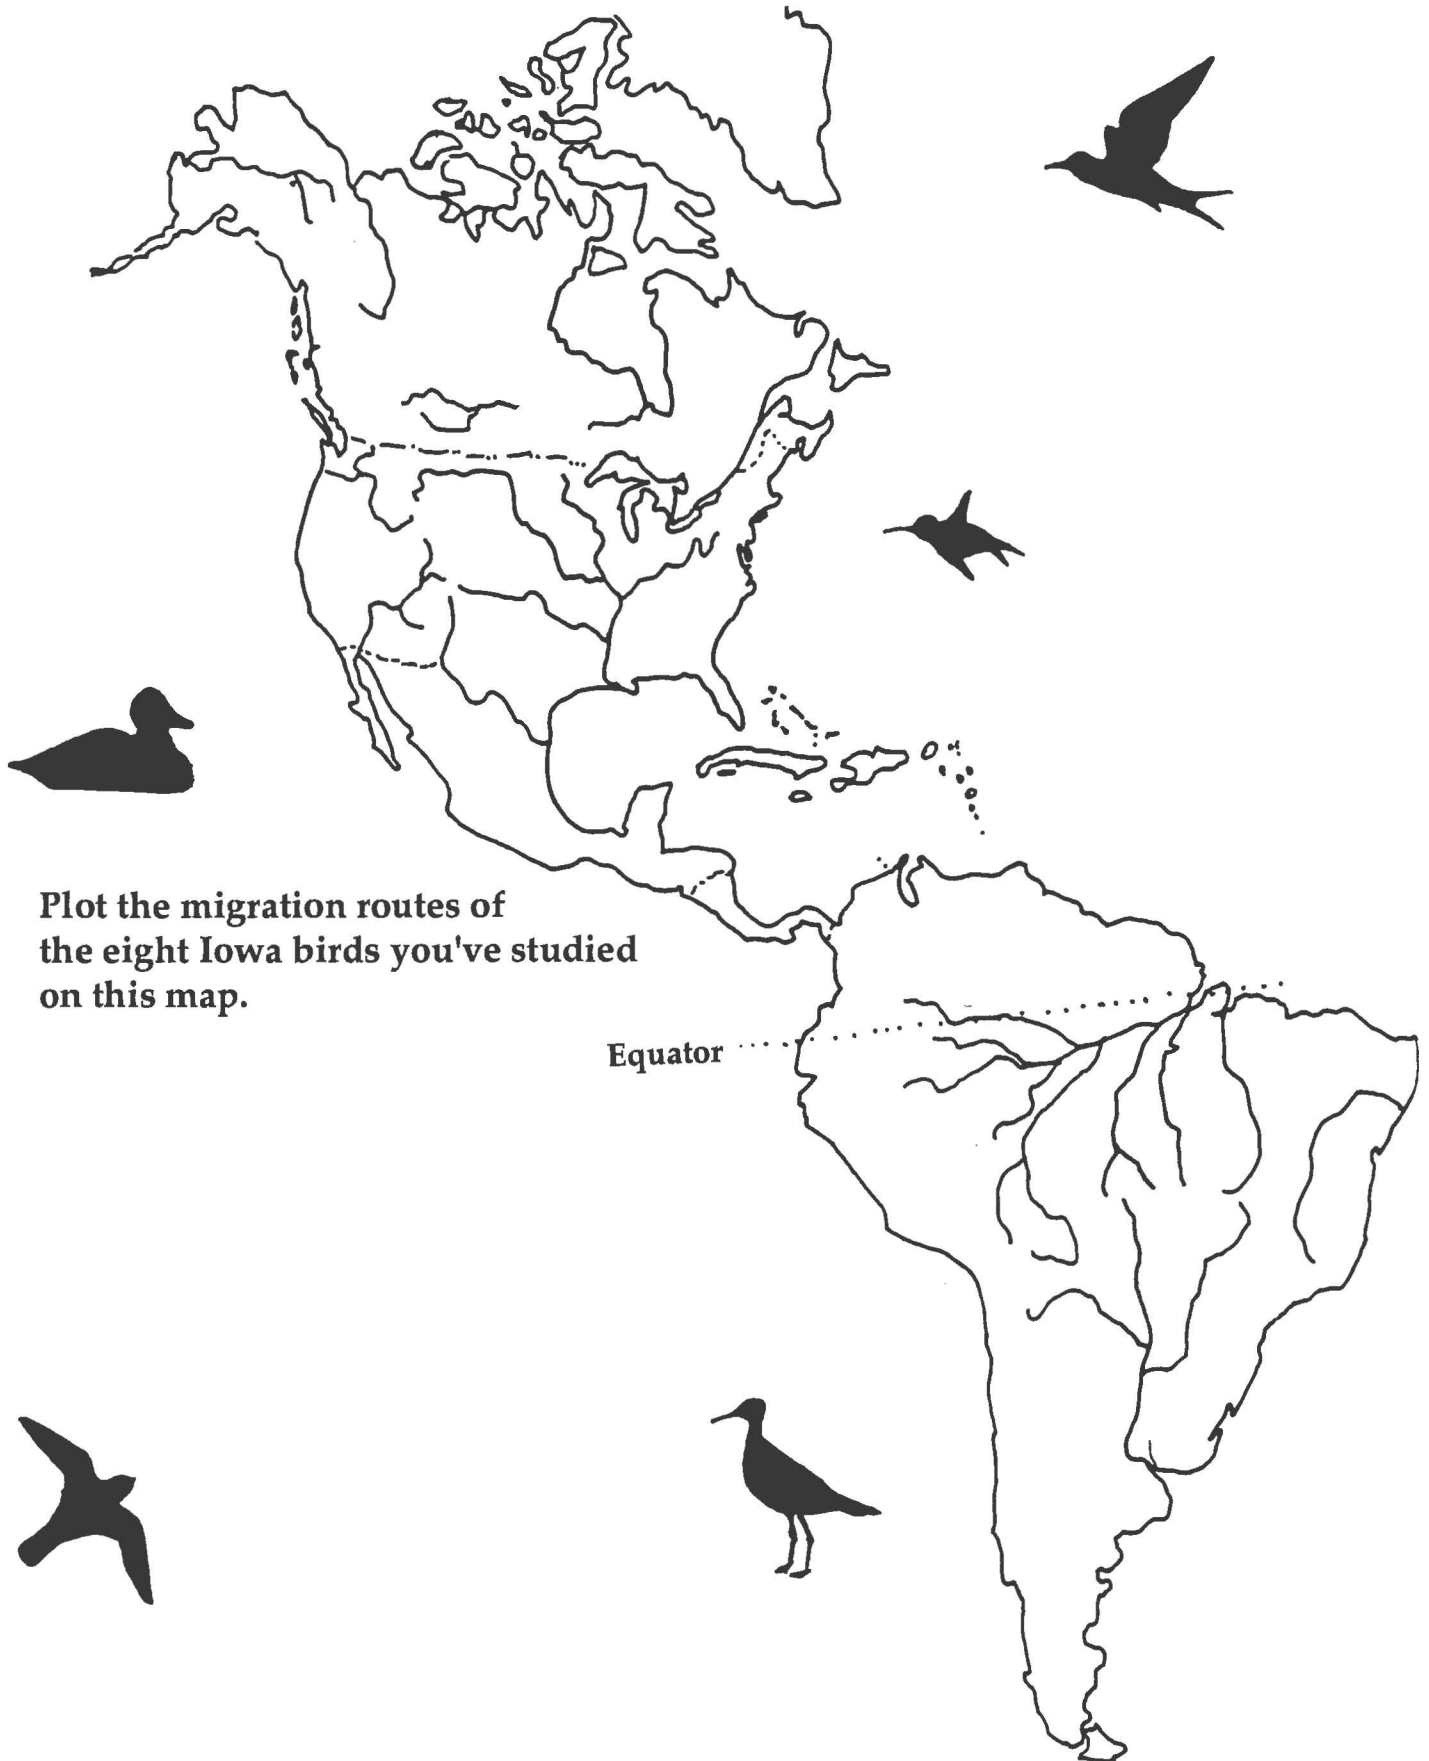 Plot the migration routes of
the eight Iowa birds you've studied
on this map.
Equator